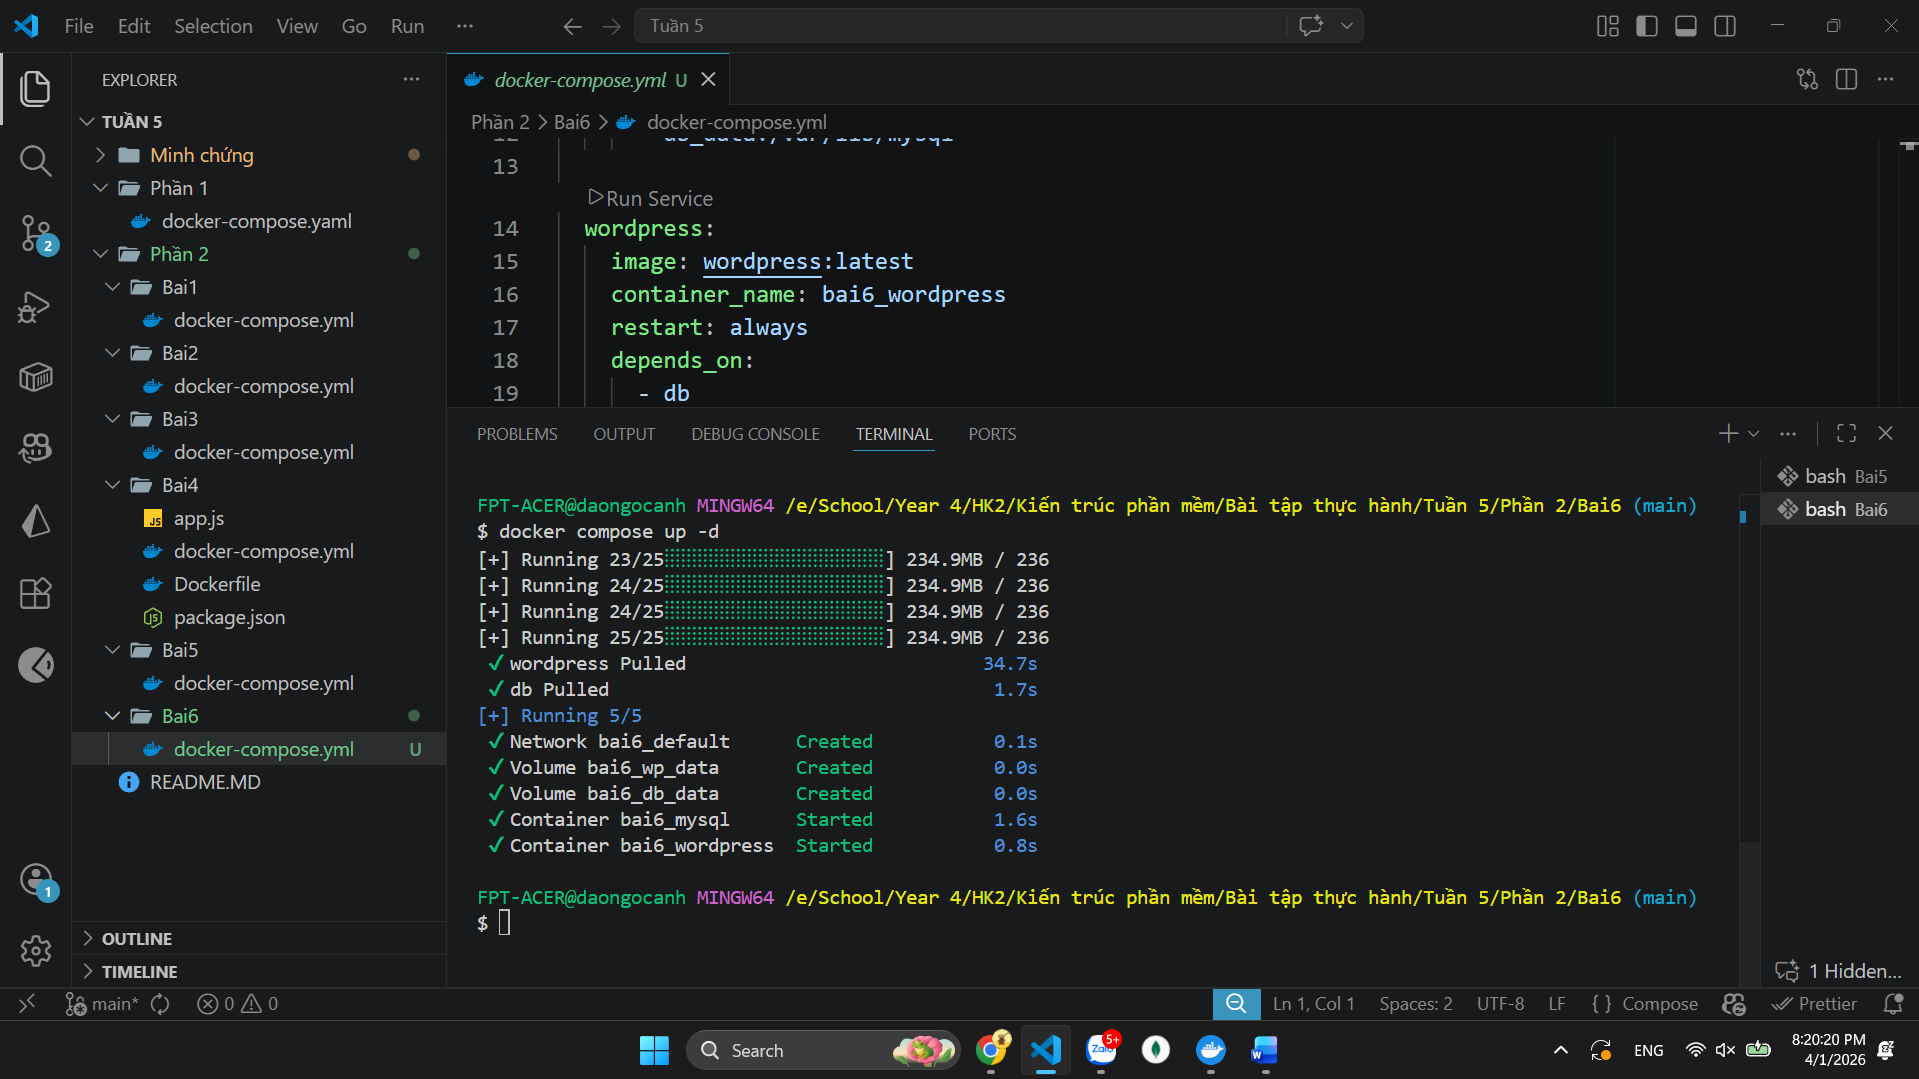 File Edit Selection View Go Run ···
Tuần 5
EXPLORER
TUẦN 5
Minh chứng
Phần 1
docker-compose.yaml
Phần 2
Bai1
docker-compose.yml
Bai2
docker-compose.yml
Bai3
docker-compose.yml
Bai4
JS app.js
docker-compose.yml
Dockerfile
package.json
Bai5
docker-compose.yml
Bai6
docker-compose.yml U
README.MD
OUTLINE
TIMELINE
2
1
docker-compose.yml U
Phần 2 > Bai6 > docker-compose.yml
12 db_data:/var/lib/mysql
13
Run Service
14 wordpress:
15 image: wordpress:latest
16 container_name: bai6_wordpress
17 restart: always
18 depends_on:
19 - db
PROBLEMS OUTPUT DEBUG CONSOLE TERMINAL PORTS
FPT-ACER@daongocanh MINGW64 /e/School/Year 4/HK2/Kiến trúc phần mềm/Bài tập thực hành/Tuần 5/Phần 2/Bai6 (main)
$ docker compose up -d
[+] Running 23/25 ] 234.9MB / 236
[+] Running 24/25 ] 234.9MB / 236
[+] Running 24/25 ] 234.9MB / 236
[+] Running 25/25 ] 234.9MB / 236
✓ wordpress Pulled 34.7s
✓ db Pulled 1.7s
[+] Running 5/5
✓ Network bai6_default Created 0.1s
✓ Volume bai6_wp_data Created 0.0s
✓ Volume bai6_db_data Created 0.0s
✓ Container bai6_mysql Started 1.6s
✓ Container bai6_wordpress Started 0.8s
FPT-ACER@daongocanh MINGW64 /e/School/Year 4/HK2/Kiến trúc phần mềm/Bài tập thực hành/Tuần 5/Phần 2/Bai6 (main)
$
bash Bai5
bash Bai6
1 Hidden...
main* 0 0
Ln 1, Col 1 Spaces: 2 UTF-8 LF { } Compose Prettier
Search
Zalo 5+
W
ENG
8:20:20 PM
4/1/2026